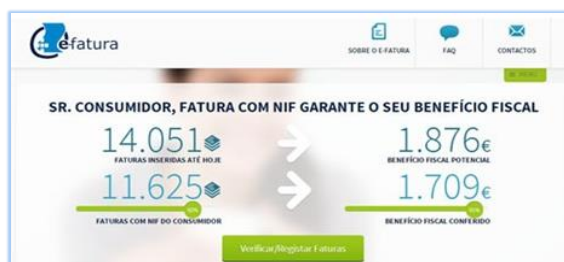 e-fatura
SOBRE O E-FATURA
FAQ
CONTACTOS
MENU
SR. CONSUMIDOR, FATURA COM NIF GARANTE O SEU BENEFÍCIO FISCAL
14.051
FATURAS INSERIDAS ATÉ HOJE
1.876€
BENEFÍCIO FISCAL POTENCIAL
11.625
FATURAS COM NIF DO CONSUMIDOR
1.709€
BENEFÍCIO FISCAL CONFERIDO
Verificar/Registar Faturas